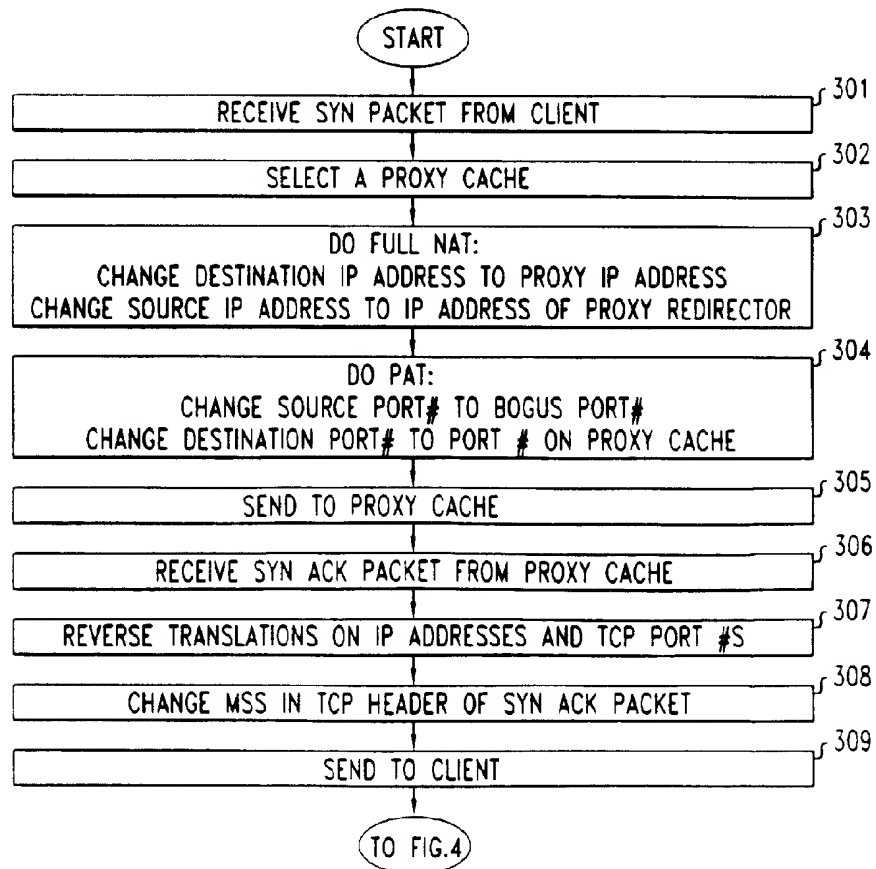 START
301
RECEIVE SYN PACKET FROM CLIENT
302
SELECT A PROXY CACHE
303
DO FULL NAT:
CHANGE DESTINATION IP ADDRESS TO PROXY IP ADDRESS
CHANGE SOURCE IP ADDRESS TO IP ADDRESS OF PROXY REDIRECTOR
304
DO PAT:
CHANGE SOURCE PORT# TO BOGUS PORT#
CHANGE DESTINATION PORT# TO PORT # ON PROXY CACHE
305
SEND TO PROXY CACHE
306
RECEIVE SYN ACK PACKET FROM PROXY CACHE
307
REVERSE TRANSLATIONS ON IP ADDRESSES AND TCP PORT #S
308
CHANGE MSS IN TCP HEADER OF SYN ACK PACKET
309
SEND TO CLIENT
TO FIG.4